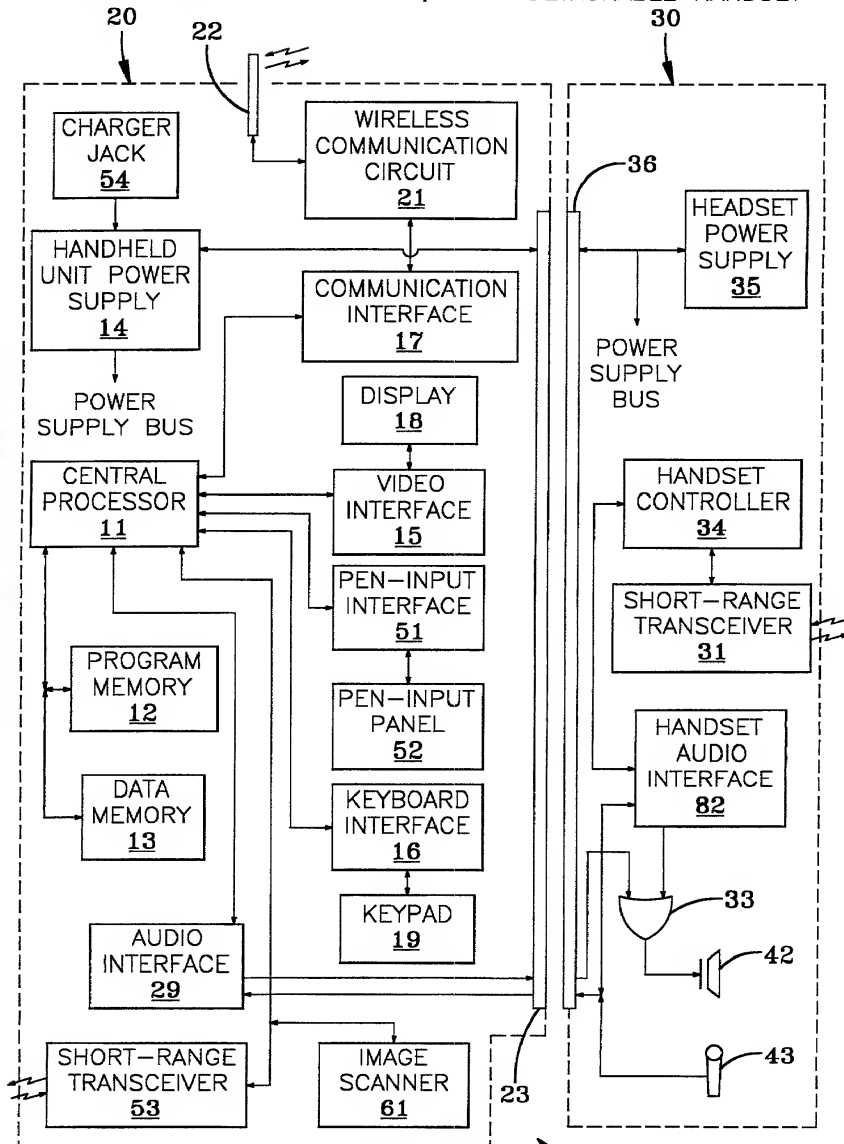 20
22
30
CHARGER
JACK
54
WIRELESS
COMMUNICATION
CIRCUIT
21
36
HEADSET
POWER
SUPPLY
35
HANDHELD
UNIT POWER
SUPPLY
14
COMMUNICATION
INTERFACE
17
POWER
SUPPLY
BUS
POWER
SUPPLY BUS
DISPLAY
18
CENTRAL
PROCESSOR
11
VIDEO
INTERFACE
15
HANDSET
CONTROLLER
34
PEN-INPUT
INTERFACE
51
SHORT-RANGE
TRANSCEIVER
31
PROGRAM
MEMORY
12
PEN-INPUT
PANEL
52
HANDSET
AUDIO
INTERFACE
82
DATA
MEMORY
13
KEYBOARD
INTERFACE
16
33
KEYPAD
19
AUDIO
INTERFACE
29
42
SHORT-RANGE
TRANSCEIVER
53
IMAGE
SCANNER
61
23
43